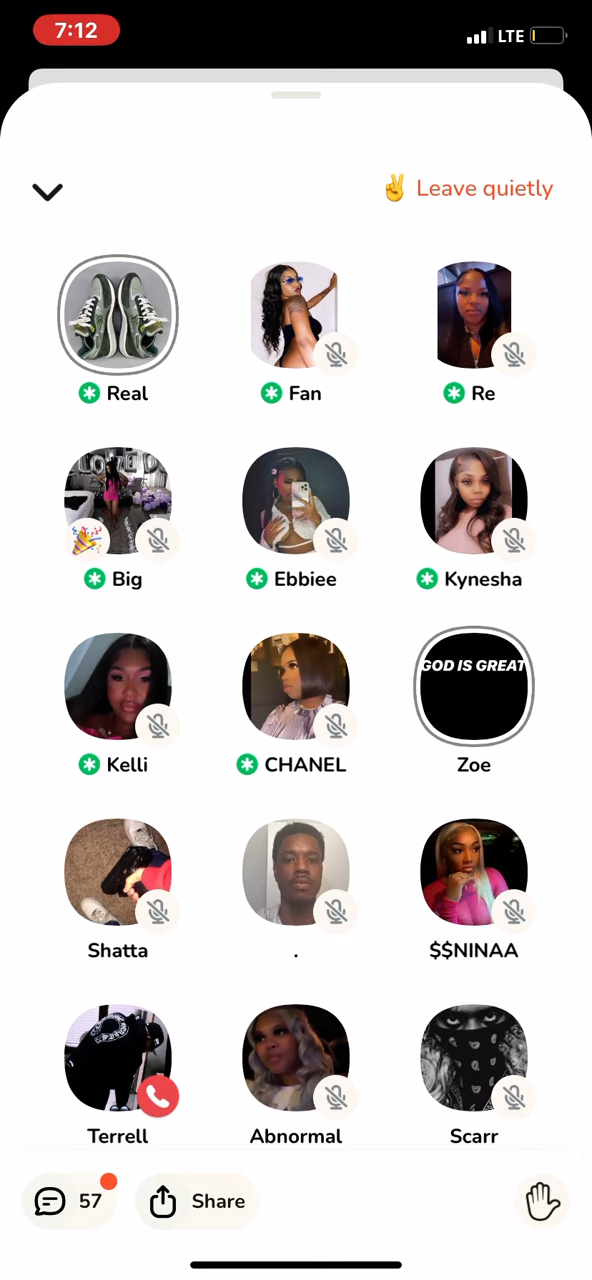 7:12
LTE
✌️ Leave quietly
Real
Fan
Re
Big
Ebbiee
Kynesha
Kelli
CHANEL
GOD IS GREAT
Zoe
Shatta
.
$$NINAA
Terrell
Abnormal
Scarr
57
Share